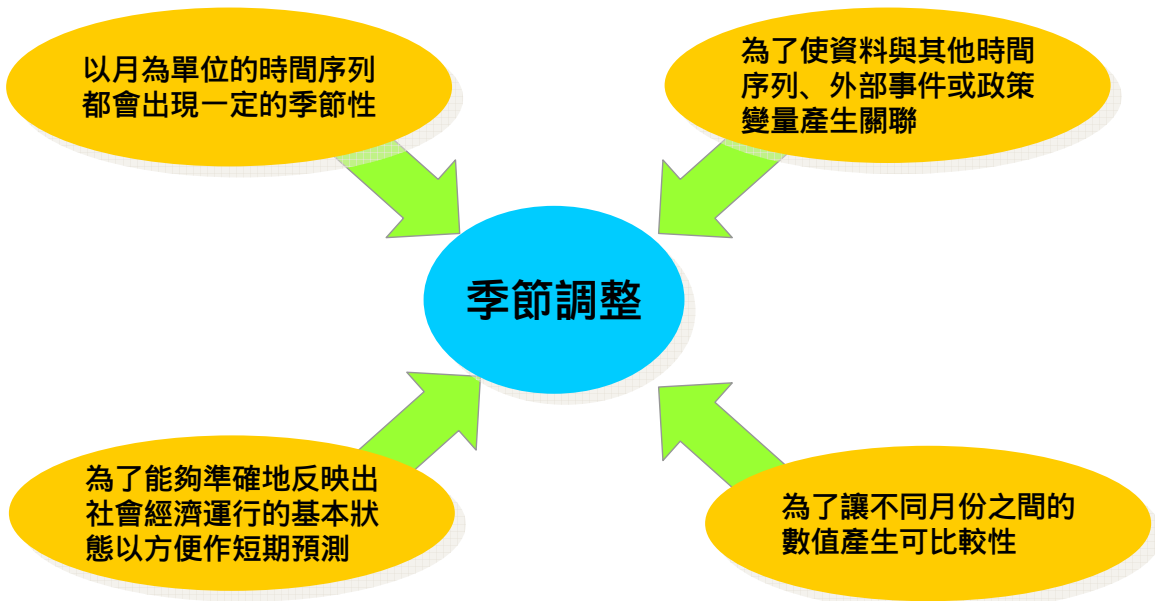 以月為單位的時間序列
都會出現一定的季節性
為了使資料與其他時間
序列、外部事件或政策
變量產生關聯
季節調整
為了能夠準確地反映出
社會經濟運行的基本狀
態以方便作短期預測
為了讓不同月份之間的
數值產生可比較性